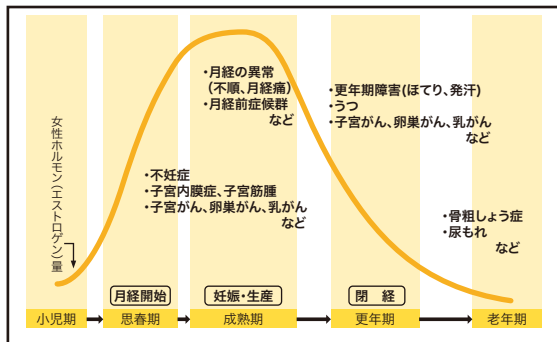 女性ホルモン(エストロゲン)量
・月経の異常
(不順、月経痛)
・月経前症候群
など
・不妊症
・子宮内膜症、子宮筋腫
・子宮がん、卵巣がん、乳がん
など
・更年期障害(ほてり、発汗)
・うつ
・子宮がん、卵巣がん、乳がん
など
・骨粗しょう症
・尿もれ
など
月経開始
妊娠・生産
閉 経
小児期
思春期
成熟期
更年期
老年期